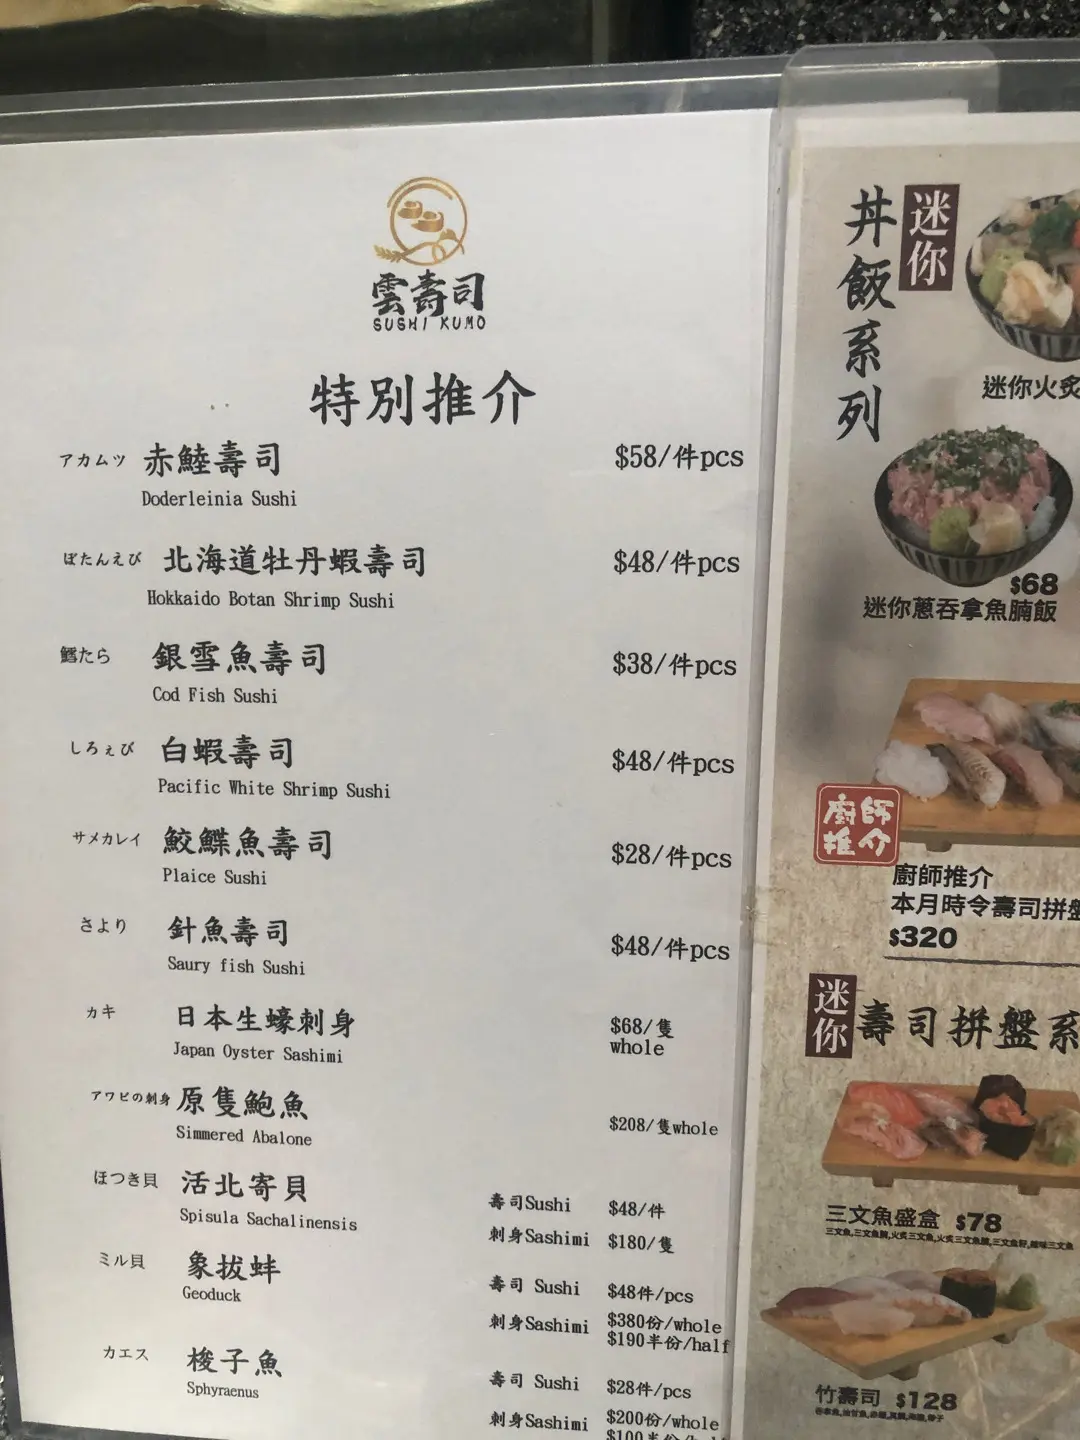 雲壽司
SUSHI KUMO
特別推介
アカムツ 赤鯥壽司 $58/件pcs
Doderleinia Sushi
ぼたんえび 北海道牡丹蝦壽司 $48/件pcs
Hokkaido Botan Shrimp Sushi
鱈たら 銀雪魚壽司 $38/件pcs
Cod Fish Sushi
しろぇび 白蝦壽司 $48/件pcs
Pacific White Shrimp Sushi
サメカレイ 鮫鰈魚壽司 $28/件pcs
Plaice Sushi
さより 針魚壽司 $48/件pcs
Saury fish Sushi
カキ 日本生蠔刺身 $68/隻
whole
Japan Oyster Sashimi
アワビの刺身 原隻鮑魚 $208/隻whole
Simmered Abalone
ほつき貝 活北寄貝 壽司Sushi $48/件
Spisula Sachalinensis 刺身Sashimi $180/隻
ミル貝 象拔蚌 壽司 Sushi $48件/pcs
Geoduck 刺身Sashimi $380份/whole
$190半份/half
カエス 梭子魚 壽司 Sushi $28件/pcs
Sphyraenus 刺身Sashimi $200份/whole
迷你
丼飯系列
迷你火炙
$68
迷你蔥吞拿魚腩飯
廚師
推介
廚師推介
本月時令壽司拼盤
$320
迷你
壽司拼盤系
三文魚盛盒 $78
竹壽司 $128